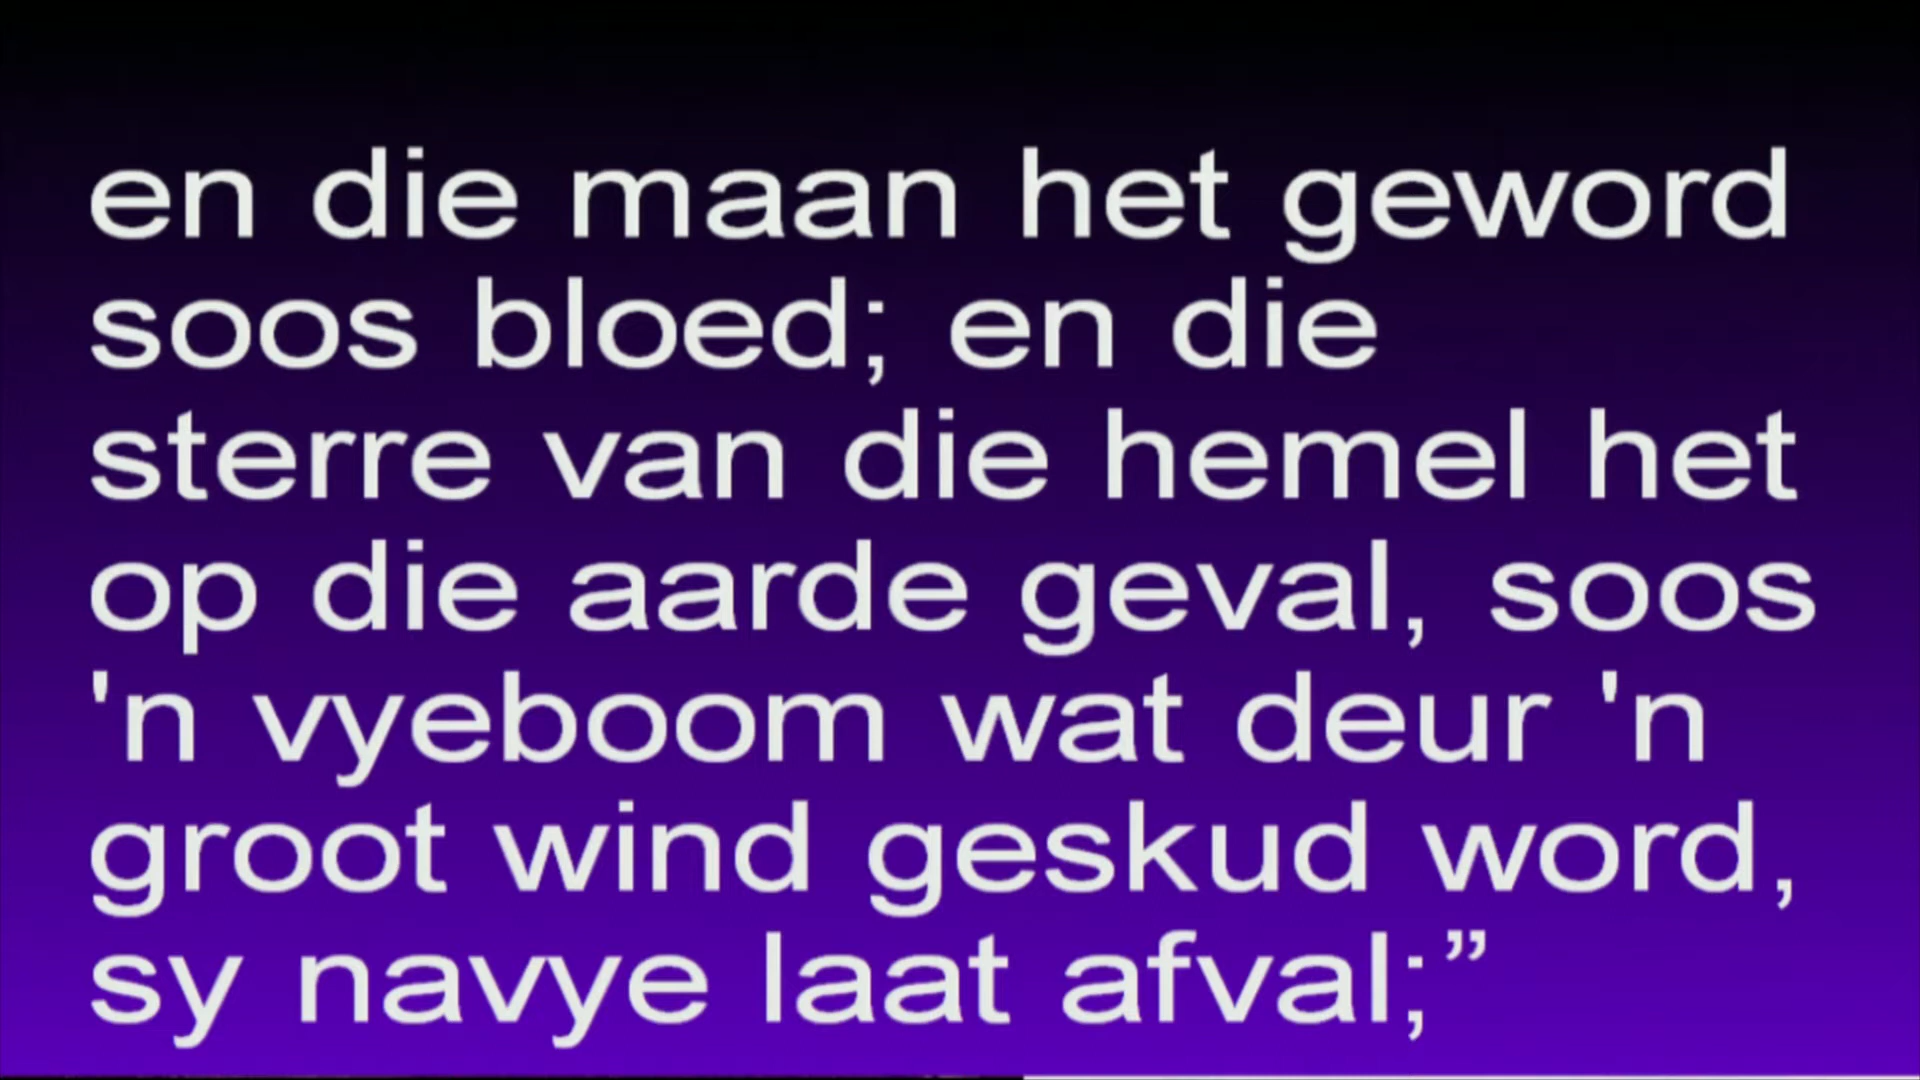 en die maan het geword
soos bloed; en die
sterre van die hemel het
op die aarde geval, soos
'n vyeboom wat deur 'n
groot wind geskud word,
sy navye laat afval;”